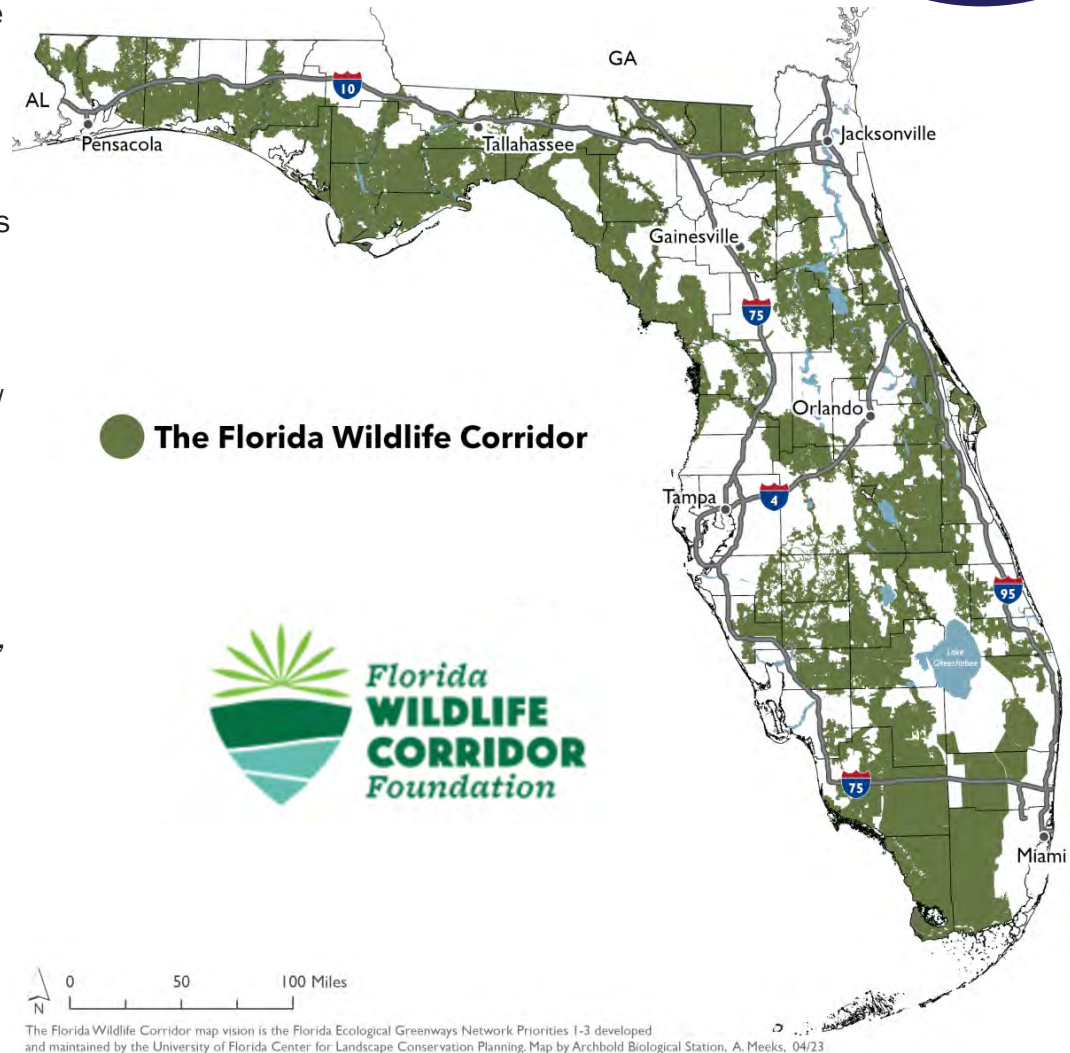 e
GA
10
AL
Pensacola
Tallahassee
Jacksonville
s
Gainesville
75
The Florida Wildlife Corridor
Orlando
Tampa
4
95
,
Lake
Okeechobee
Florida
WILDLIFE
CORRIDOR
Foundation
75
Miami
0 50 100 Miles
N
The Florida Wildlife Corridor map vision is the Florida Ecological Greenways Network Priorities 1-3 developed
and maintained by the University of Florida Center for Landscape Conservation Planning. Map by Archbold Biological Station, A. Meeks, 04/23